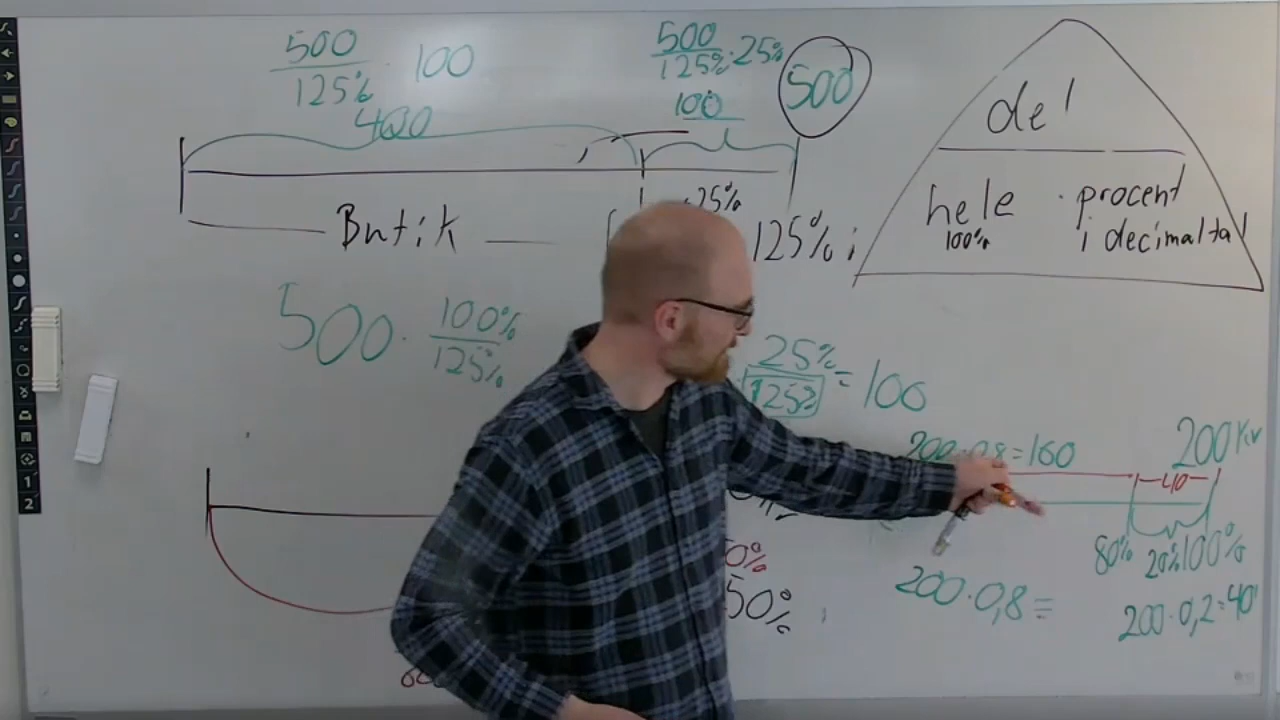 500
125% · 100
400
500
125% · 25%
100
500
Butik
25%
125% i
del
hele · procent
100% i decimaltal
500 · 100%
125%
25%
125% = 100
200 · 0,8 = 160
200 Kr
40
80% 20% 100%
200 · 0,8 =
200 · 0,2 = 40
50%
1
2